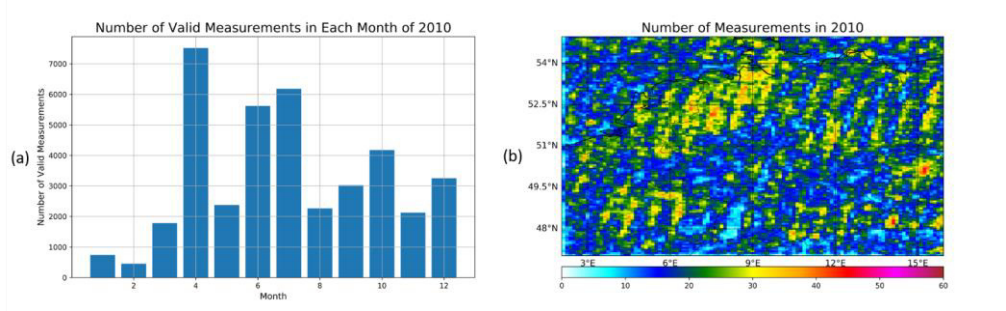 Number of Valid Measurements in Each Month of 2010
7000
6000
5000
4000
3000
2000
1000
0
Number of Valid Measurements
(a)
2 4 6 8 10 12
Month
Number of Measurements in 2010
54°N
52.5°N
51°N
49.5°N
48°N
(b)
3°E 6°E 9°E 12°E 15°E
0 10 20 30 40 50 60